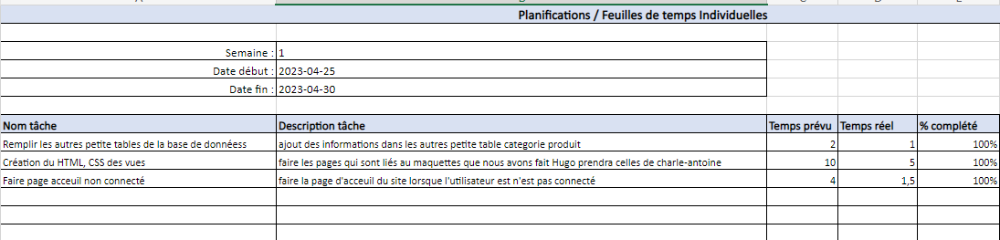 Planifications / Feuilles de temps Individuelles
Semaine : 1
Date début : 2023-04-25
Date fin : 2023-04-30
Nom tâche Description tâche Temps prévu Temps réel % complété
Remplir les autres petite tables de la base de donnéess ajout des informations dans les autres petite table categorie produit 2 1 100%
Création du HTML, CSS des vues faire les pages qui sont liés au maquettes que nous avons fait Hugo prendra celles de charle-antoine 10 5 100%
Faire page acceuil non connecté faire la page d'acceuil du site lorsque l'utilisateur est n'est pas connecté 4 1,5 100%